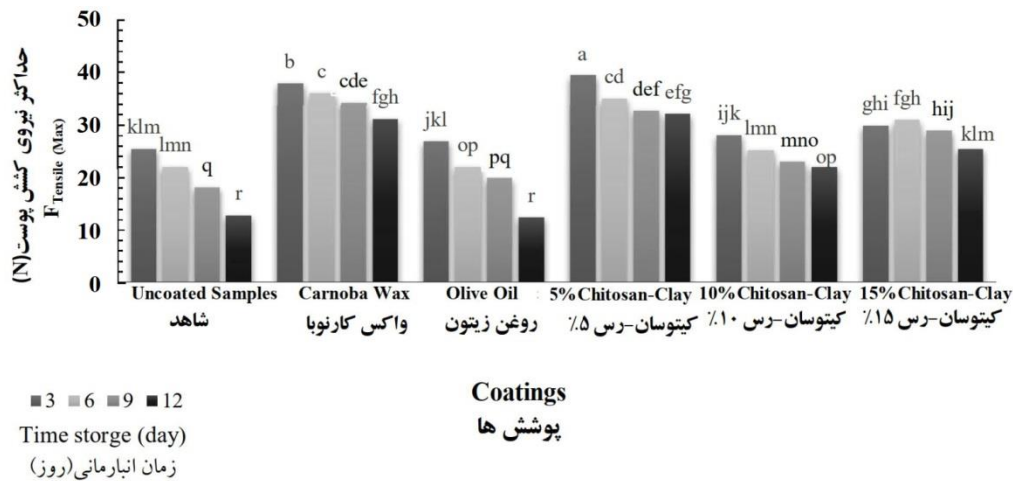 حداکثر نیروی کشش پوست(N)
F Tensile (Max)
50
40
30
20
10
0
klm lmn q r
b c cde fgh
jkl op pq r
a cd def efg
ijk lmn mno op
ghi fgh hij klm
Uncoated Samples Carnoba Wax Olive Oil 5%Chitosan-Clay 10%Chitosan-Clay 15%Chitosan-Clay
شاهد واکس کارنوبا روغن زیتون کیتوسان-رس ۵٪ کیتوسان-رس ۱۰٪ کیتوسان-رس ۱۵٪
Coatings
پوشش ها
3 6 9 12
Time storge (day)
زمان انبارمانی(روز)